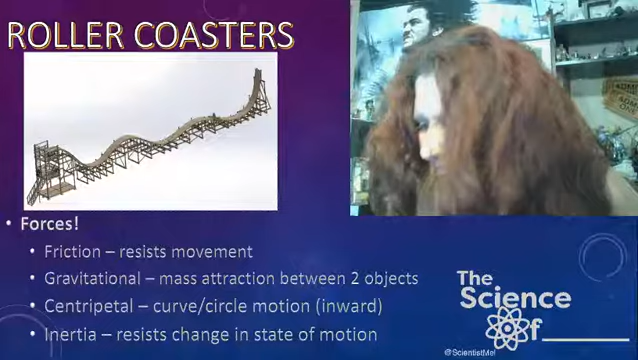 ROLLER COASTERS
• Forces!
• Friction – resists movement
• Gravitational – mass attraction between 2 objects
• Centripetal – curve/circle motion (inward)
• Inertia – resists change in state of motion
The
Science
Of______
@ScientistMel